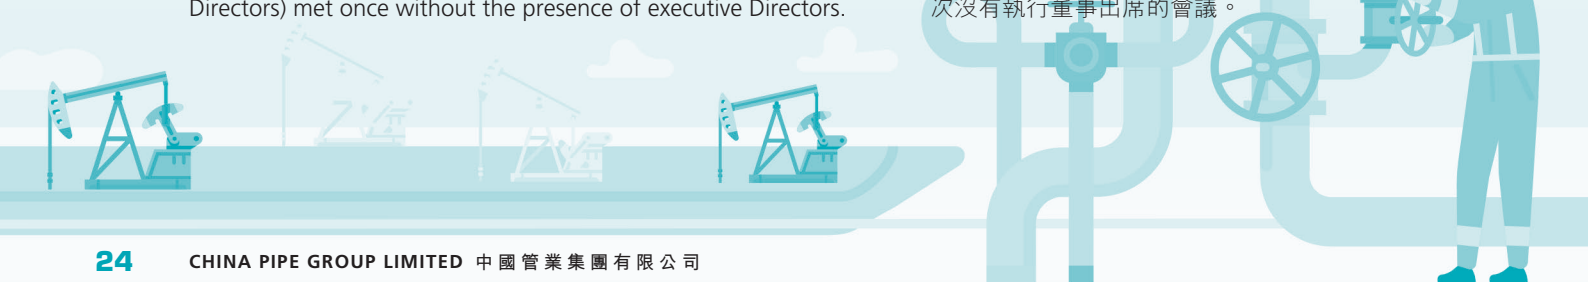 Directors) met once without the presence of executive Directors.
次沒有執行董事出席的會議。
24 CHINA PIPE GROUP LIMITED 中國管業集團有限公司